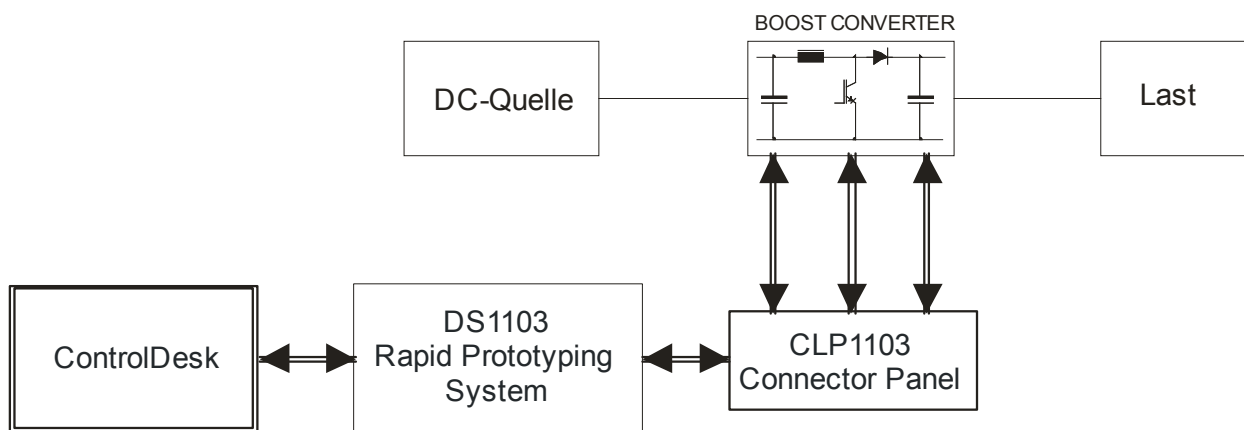 BOOST CONVERTER
DC-Quelle
Last
ControlDesk
DS1103
Rapid Prototyping
System
CLP1103
Connector Panel